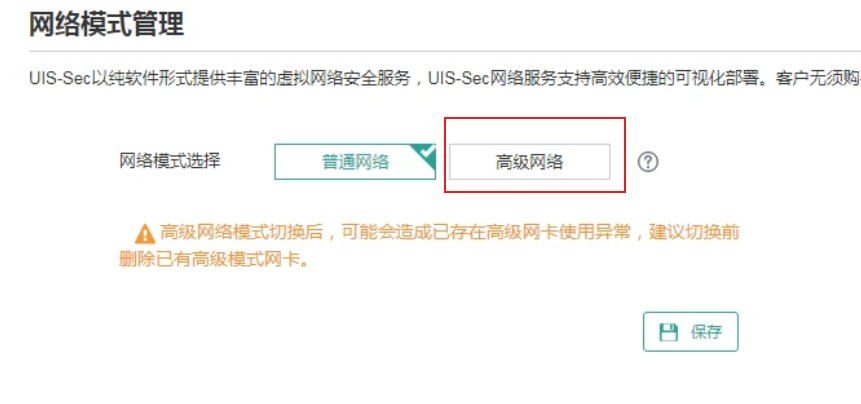 网络模式管理
UIS-Sec以纯软件形式提供丰富的虚拟网络安全服务，UIS-Sec网络服务支持高效便捷的可视化部署。客户无须购
网络模式选择 普通网络 高级网络 ?
高级网络模式切换后，可能会造成已存在高级网卡使用异常，建议切换前
删除已有高级模式网卡。
保存